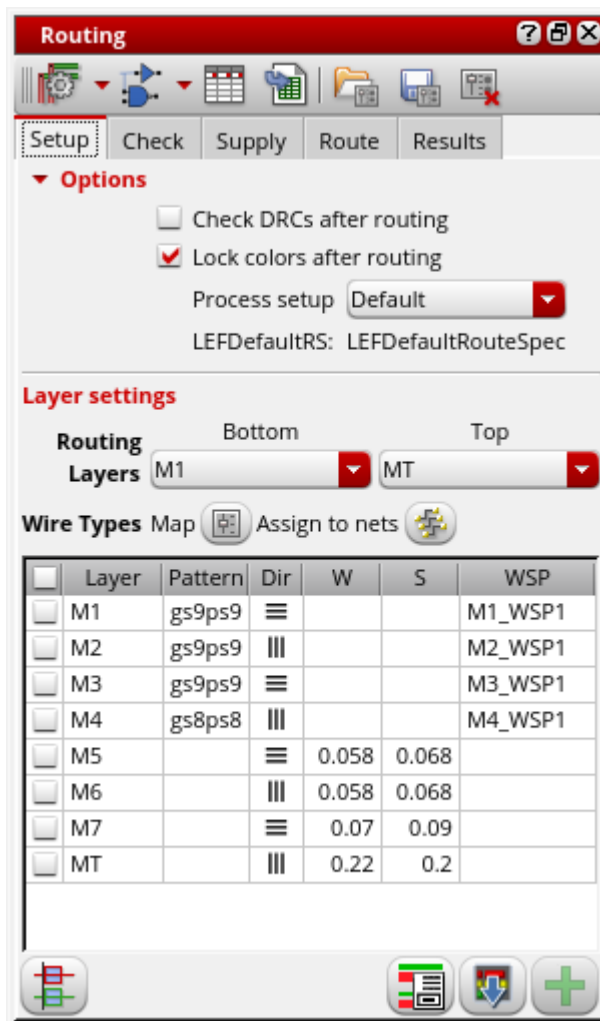 Routing
Setup Check Supply Route Results
Options
Check DRCs after routing
Lock colors after routing
Process setup Default
LEFDefaultRS: LEFDefaultRouteSpec
Layer settings
Routing Layers Bottom Top
M1 MT
Wire Types Map Assign to nets
Layer Pattern Dir W S WSP
M1 gs9ps9 M1_WSP1
M2 gs9ps9 M2_WSP1
M3 gs9ps9 M3_WSP1
M4 gs8ps8 M4_WSP1
M5 0.058 0.068
M6 0.058 0.068
M7 0.07 0.09
MT 0.22 0.2